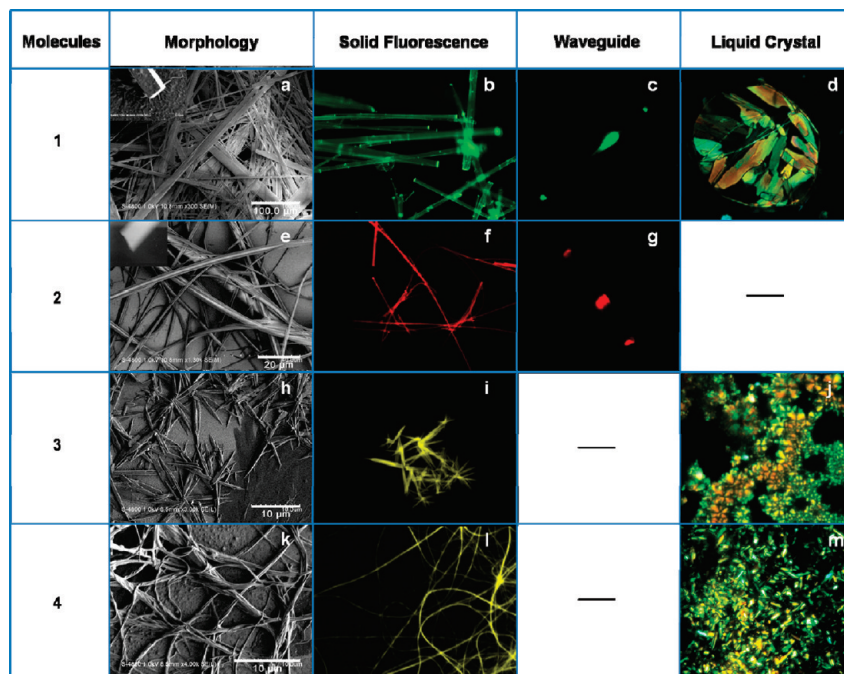 Molecules Morphology Solid Fluorescence Waveguide Liquid Crystal
1 a b c d
100.0 µm
2 e f g
20 µm
3 h i j
10 µm
4 k l m
10 µm